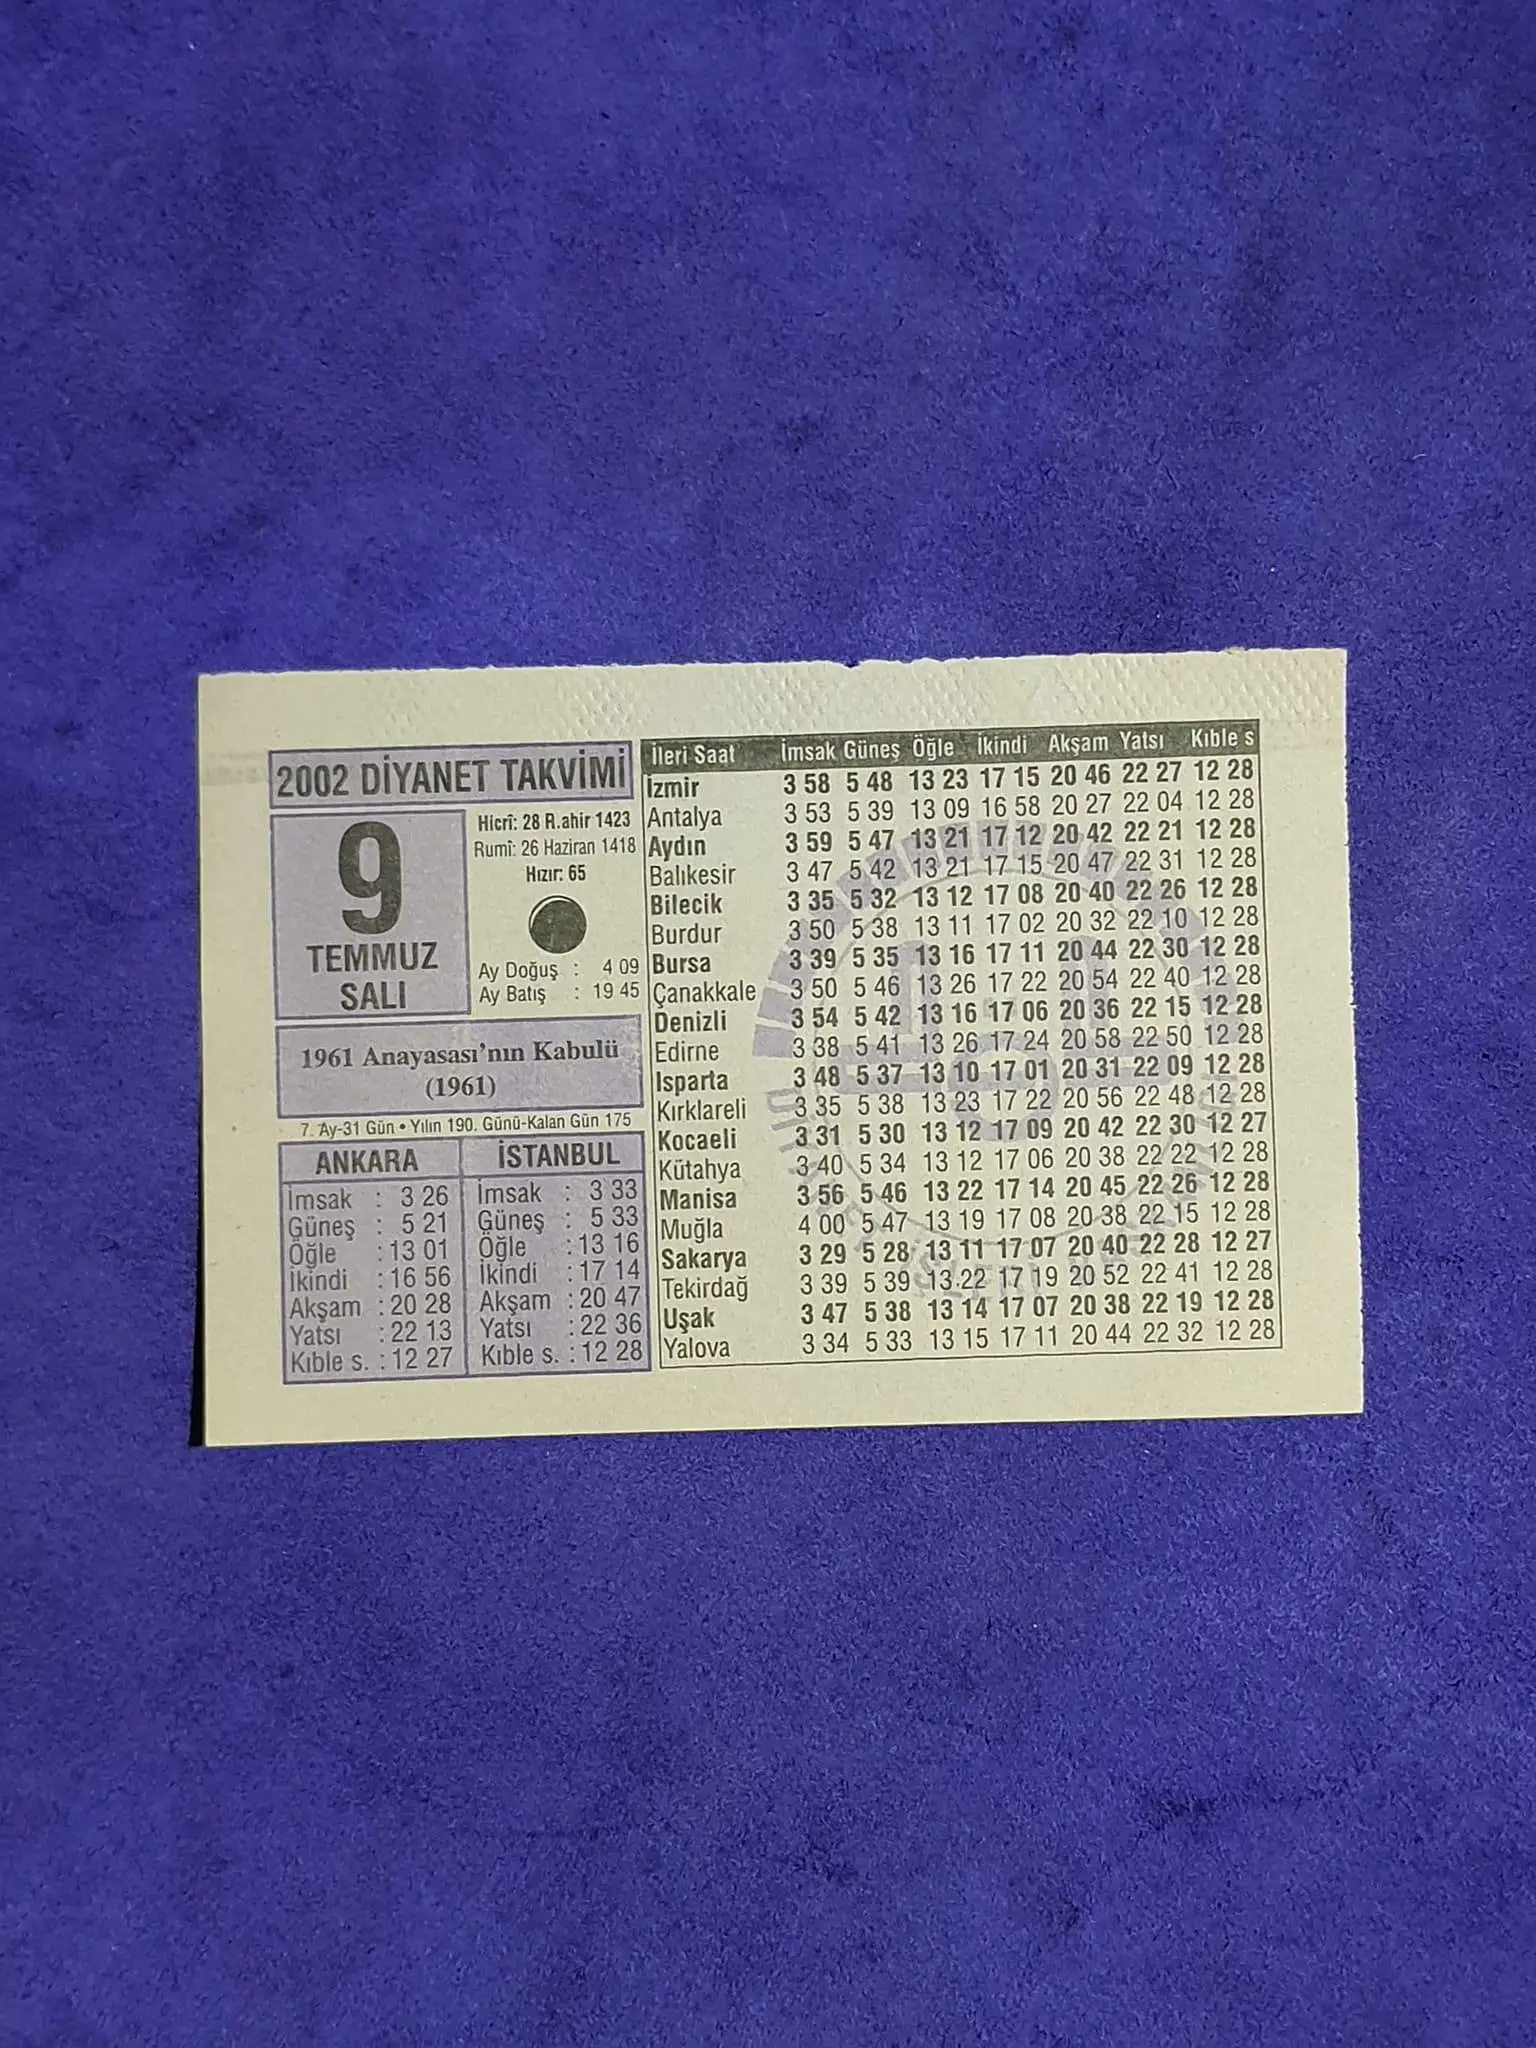 2002 DİYANET TAKVİMİ
9
TEMMUZ
SALI
Hicrî: 28 R.ahir 1423
Rumî: 26 Haziran 1418
Hızır: 65
Ay Doğuş : 4 09
Ay Batış : 19 45
1961 Anayasası'nın Kabulü
(1961)
7. Ay-31 Gün • Yılın 190. Günü-Kalan Gün 175
ANKARA
İmsak : 3 26
Güneş : 5 21
Öğle : 13 01
İkindi : 16 56
Akşam : 20 28
Yatsı : 22 13
Kıble s. : 12 27
İSTANBUL
İmsak : 3 33
Güneş : 5 33
Öğle : 13 16
İkindi : 17 14
Akşam : 20 47
Yatsı : 22 36
Kıble s. : 12 28
İleri Saat İmsak Güneş Öğle İkindi Akşam Yatsı Kıble s
İzmir 3 58 5 48 13 23 17 15 20 46 22 27 12 28
Antalya 3 53 5 39 13 09 16 58 20 27 22 04 12 28
Aydın 3 59 5 47 13 21 17 12 20 42 22 21 12 28
Balıkesir 3 47 5 42 13 21 17 15 20 47 22 31 12 28
Bilecik 3 35 5 32 13 12 17 08 20 40 22 26 12 28
Burdur 3 50 5 38 13 11 17 02 20 32 22 10 12 28
Bursa 3 39 5 35 13 16 17 11 20 44 22 30 12 28
Çanakkale 3 50 5 46 13 26 17 22 20 54 22 40 12 28
Denizli 3 54 5 42 13 16 17 06 20 36 22 15 12 28
Edirne 3 38 5 41 13 26 17 24 20 58 22 50 12 28
Isparta 3 48 5 37 13 10 17 01 20 31 22 09 12 28
Kırklareli 3 35 5 38 13 23 17 22 20 56 22 48 12 28
Kocaeli 3 31 5 30 13 12 17 09 20 42 22 30 12 27
Kütahya 3 40 5 34 13 12 17 06 20 38 22 22 12 28
Manisa 3 56 5 46 13 22 17 14 20 45 22 26 12 28
Muğla 4 00 5 47 13 19 17 08 20 38 22 15 12 28
Sakarya 3 29 5 28 13 11 17 07 20 40 22 28 12 27
Tekirdağ 3 39 5 39 13 22 17 19 20 52 22 41 12 28
Uşak 3 47 5 38 13 14 17 07 20 38 22 19 12 28
Yalova 3 34 5 33 13 15 17 11 20 44 22 32 12 28